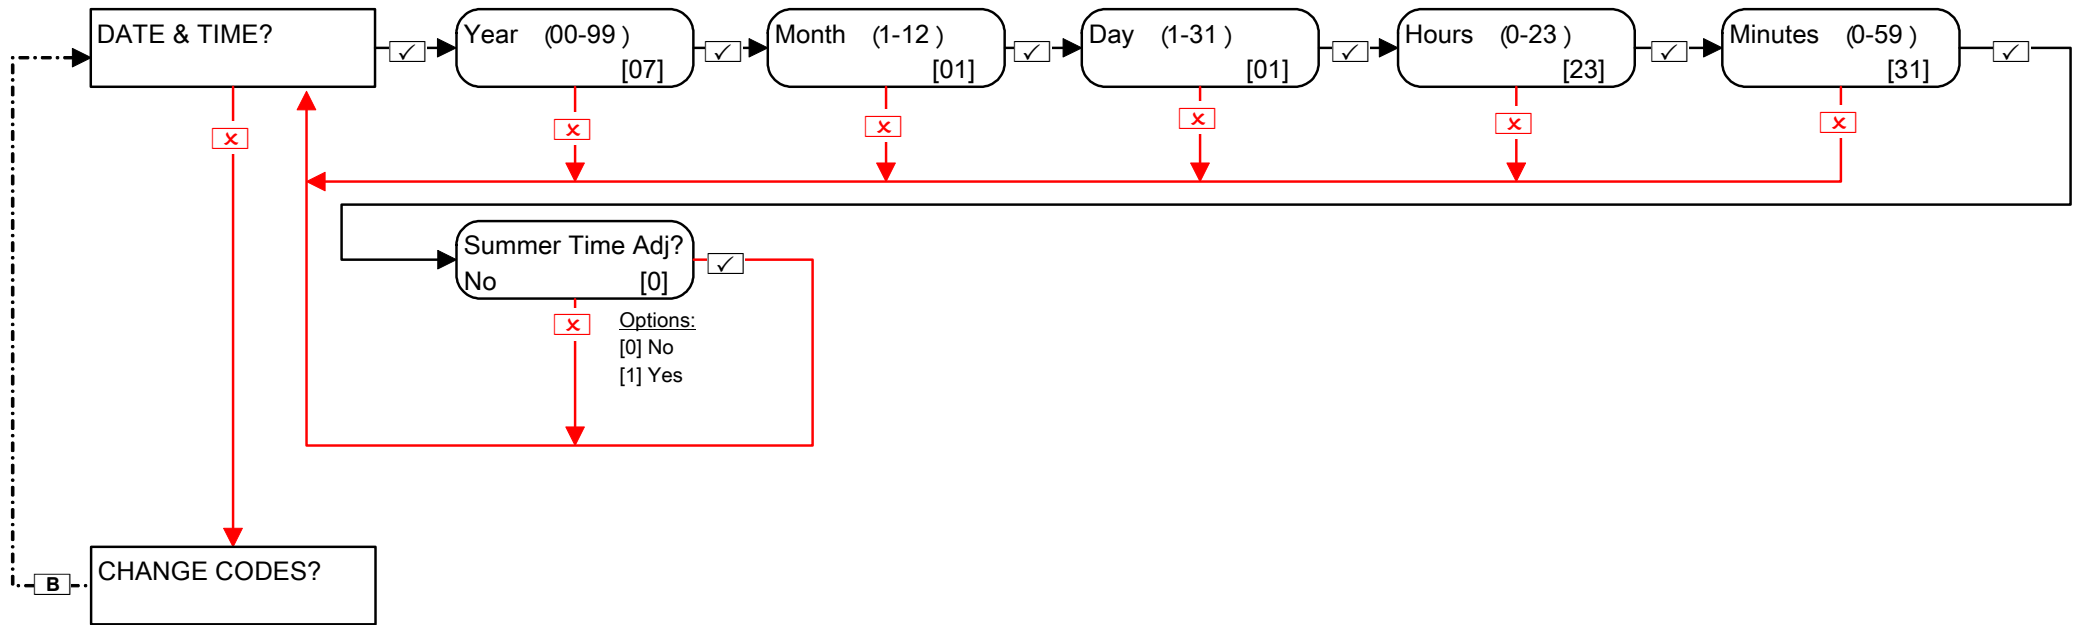 DATE & TIME?
Year (00-99)
[07]
Month (1-12)
[01]
Day (1-31)
[01]
Hours (0-23)
[23]
Minutes (0-59)
[31]
Summer Time Adj?
No [0]
Options:
[0] No
[1] Yes
CHANGE CODES?
B